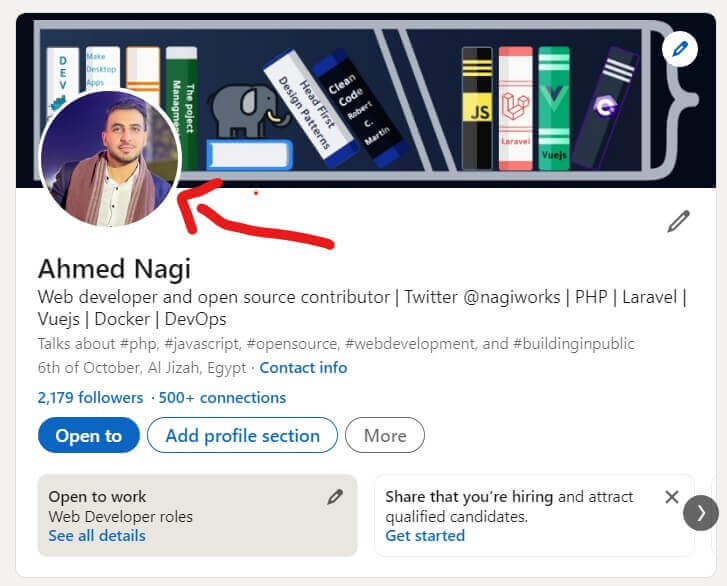 DEV
Make
Desktop
Apps
The poject
Managment
Head First
Design Patterns
Clean
Code
Robert
C.
Martin
JS
Laravel
Vuejs
Ahmed Nagi
Web developer and open source contributor | Twitter @nagiworks | PHP | Laravel |
Vuejs | Docker | DevOps
Talks about #php, #javascript, #opensource, #webdevelopment, and #buildinginpublic
6th of October, Al Jizah, Egypt · Contact info
2,179 followers · 500+ connections
Open to
Add profile section
More
Open to work
Web Developer roles
See all details
Share that you're hiring and attract
qualified candidates.
Get started